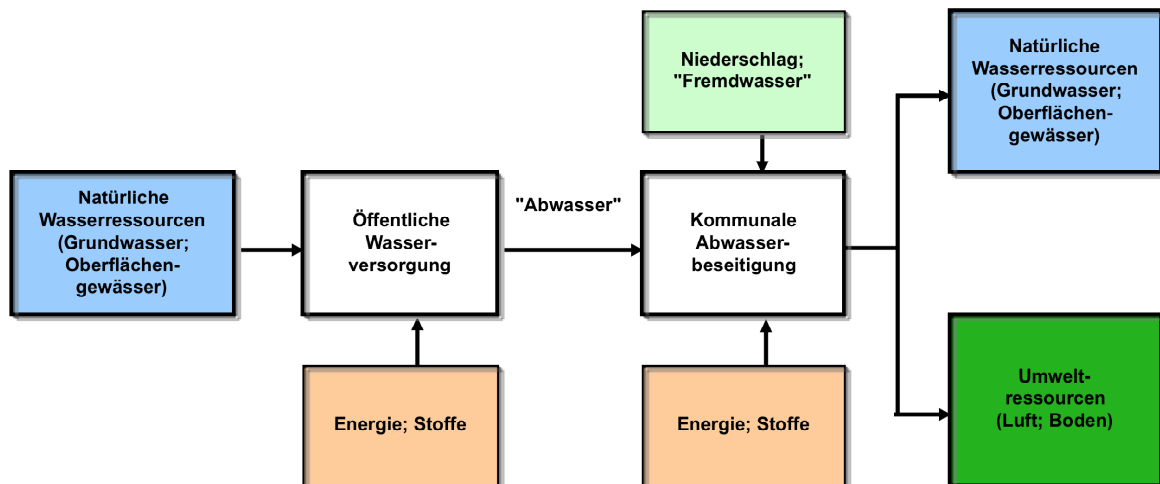 Niederschlag;
"Fremdwasser"
Natürliche
Wasserressourcen
(Grundwasser;
Oberflächen-
gewässer)
Natürliche
Wasserressourcen
(Grundwasser;
Oberflächen-
gewässer)
Öffentliche
Wasser-
versorgung
"Abwasser"
Kommunale
Abwasser-
beseitigung
Energie; Stoffe
Energie; Stoffe
Umwelt-
ressourcen
(Luft; Boden)